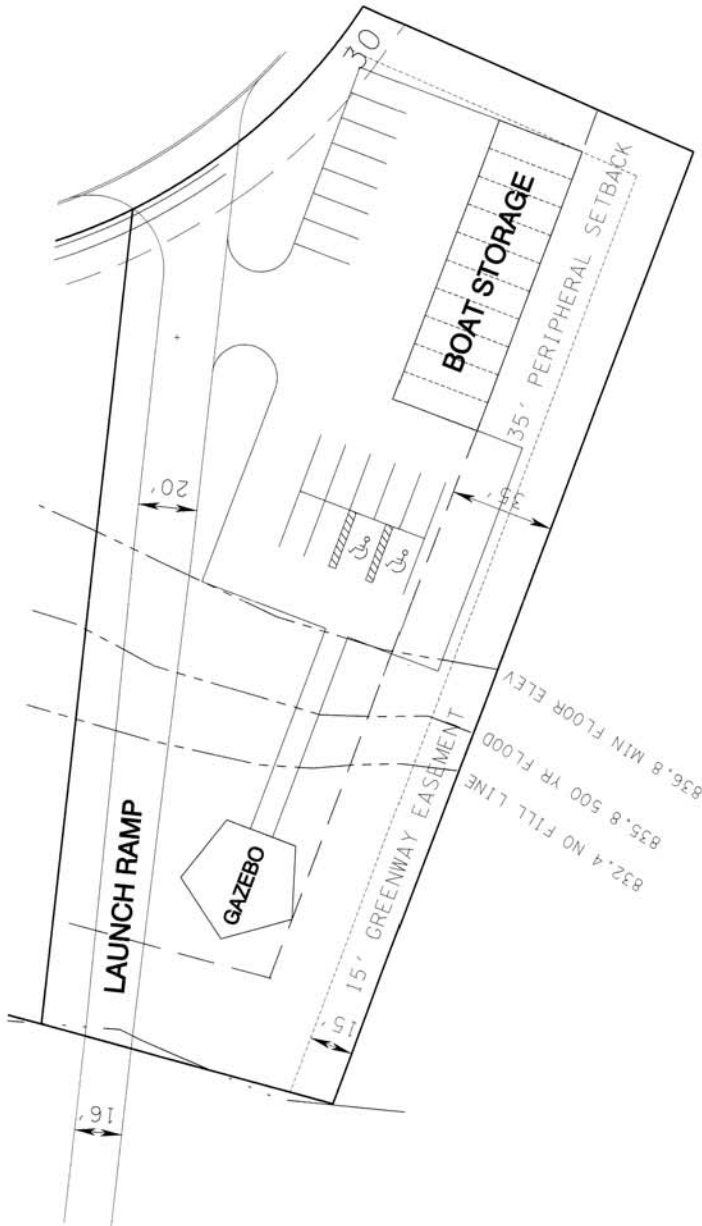 30
BOAT STORAGE
35' PERIPHERAL SETBACK
20'
35'
836.8 MIN FLOOR ELEV
835.8 500 YR FLOOD
832.4 NO FILL LINE
LAUNCH RAMP
GAZEBO
15' GREENWAY EASEMENT
15'
16'